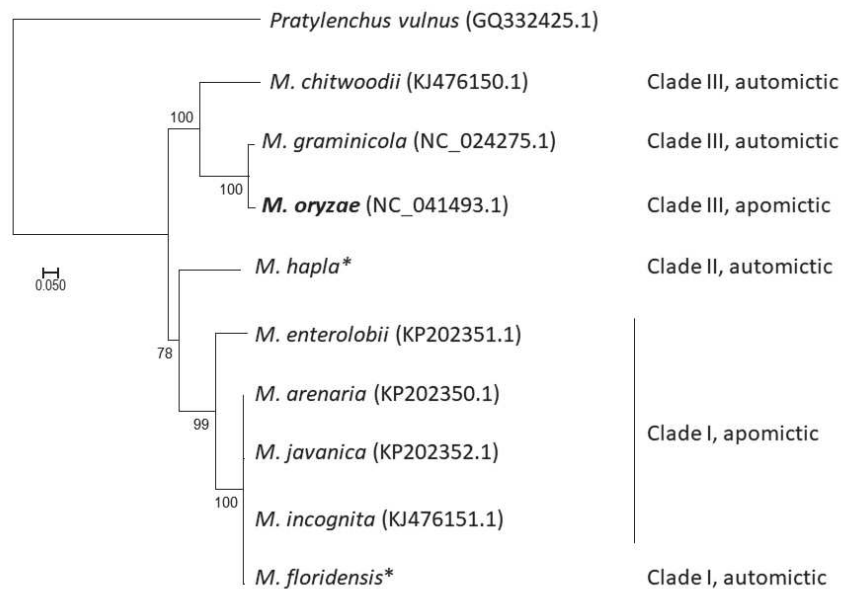 Pratylenchus vulnus (GQ332425.1)
M. chitwoodii (KJ476150.1) Clade III, automictic
100
M. graminicola (NC_024275.1) Clade III, automictic
100
M. oryzae (NC_041493.1) Clade III, apomictic
M. hapla* Clade II, automictic
0.050
M. enterolobii (KP202351.1)
78
M. arenaria (KP202350.1)
99
Clade I, apomictic
M. javanica (KP202352.1)
100
M. incognita (KJ476151.1)
M. floridensis* Clade I, automictic